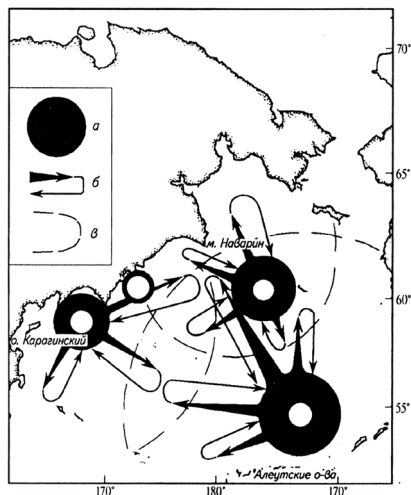 70°
а
65°
б
в
м. Наварин
60°
о. Карагинский
55°
Алеутские о-ва
170° 180° 170°